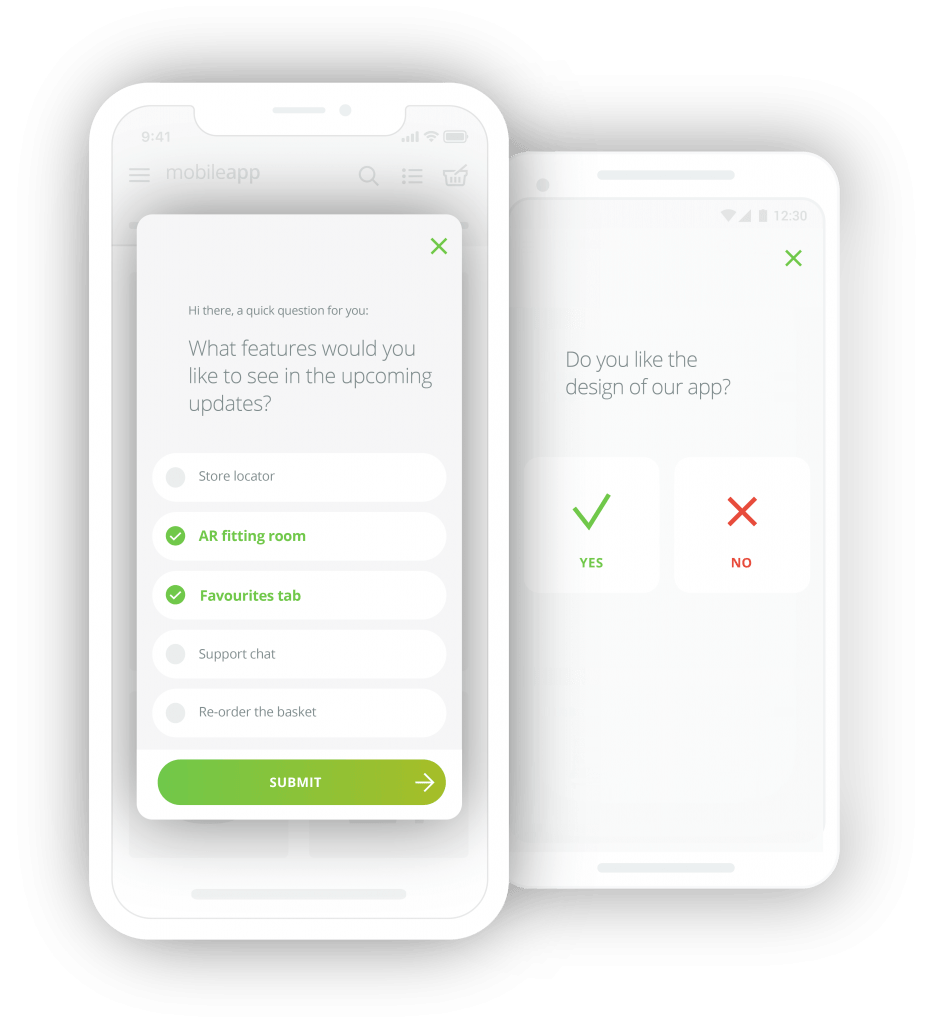 9:41
mobileapp
Hi there, a quick question for you:
What features would you
like to see in the upcoming
updates?
Store locator
AR fitting room
Favourites tab
Support chat
Re-order the basket
SUBMIT
12:30
Do you like the
design of our app?
YES
NO